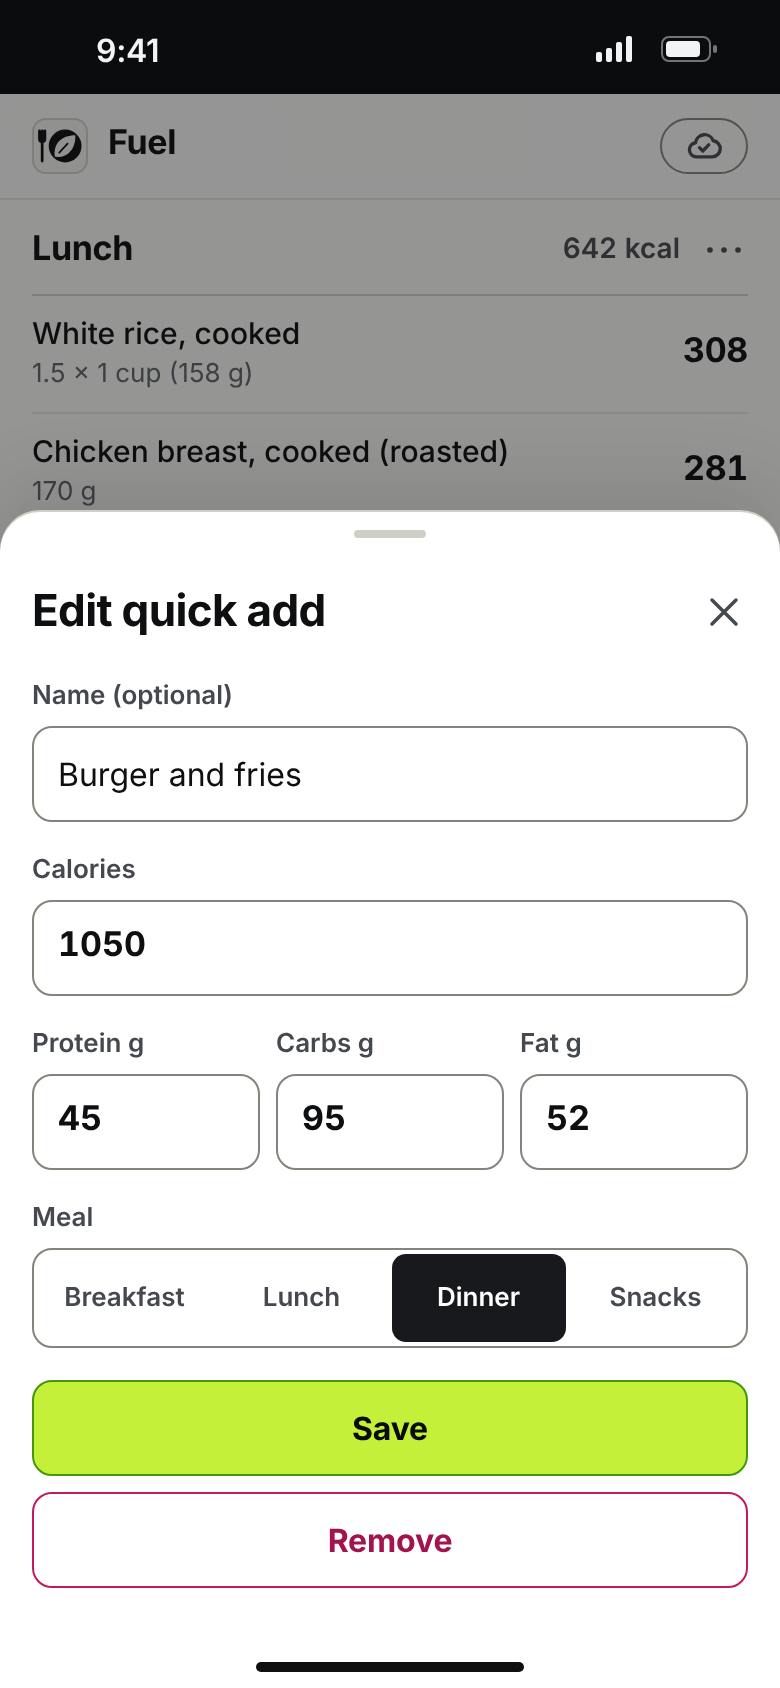 9:41
Fuel
Lunch 642 kcal ...
White rice, cooked 308
1.5 × 1 cup (158 g)
Chicken breast, cooked (roasted) 281
170 g
Edit quick add
Name (optional)
Burger and fries
Calories
1050
Protein g Carbs g Fat g
45 95 52
Meal
Breakfast Lunch Dinner Snacks
Save
Remove